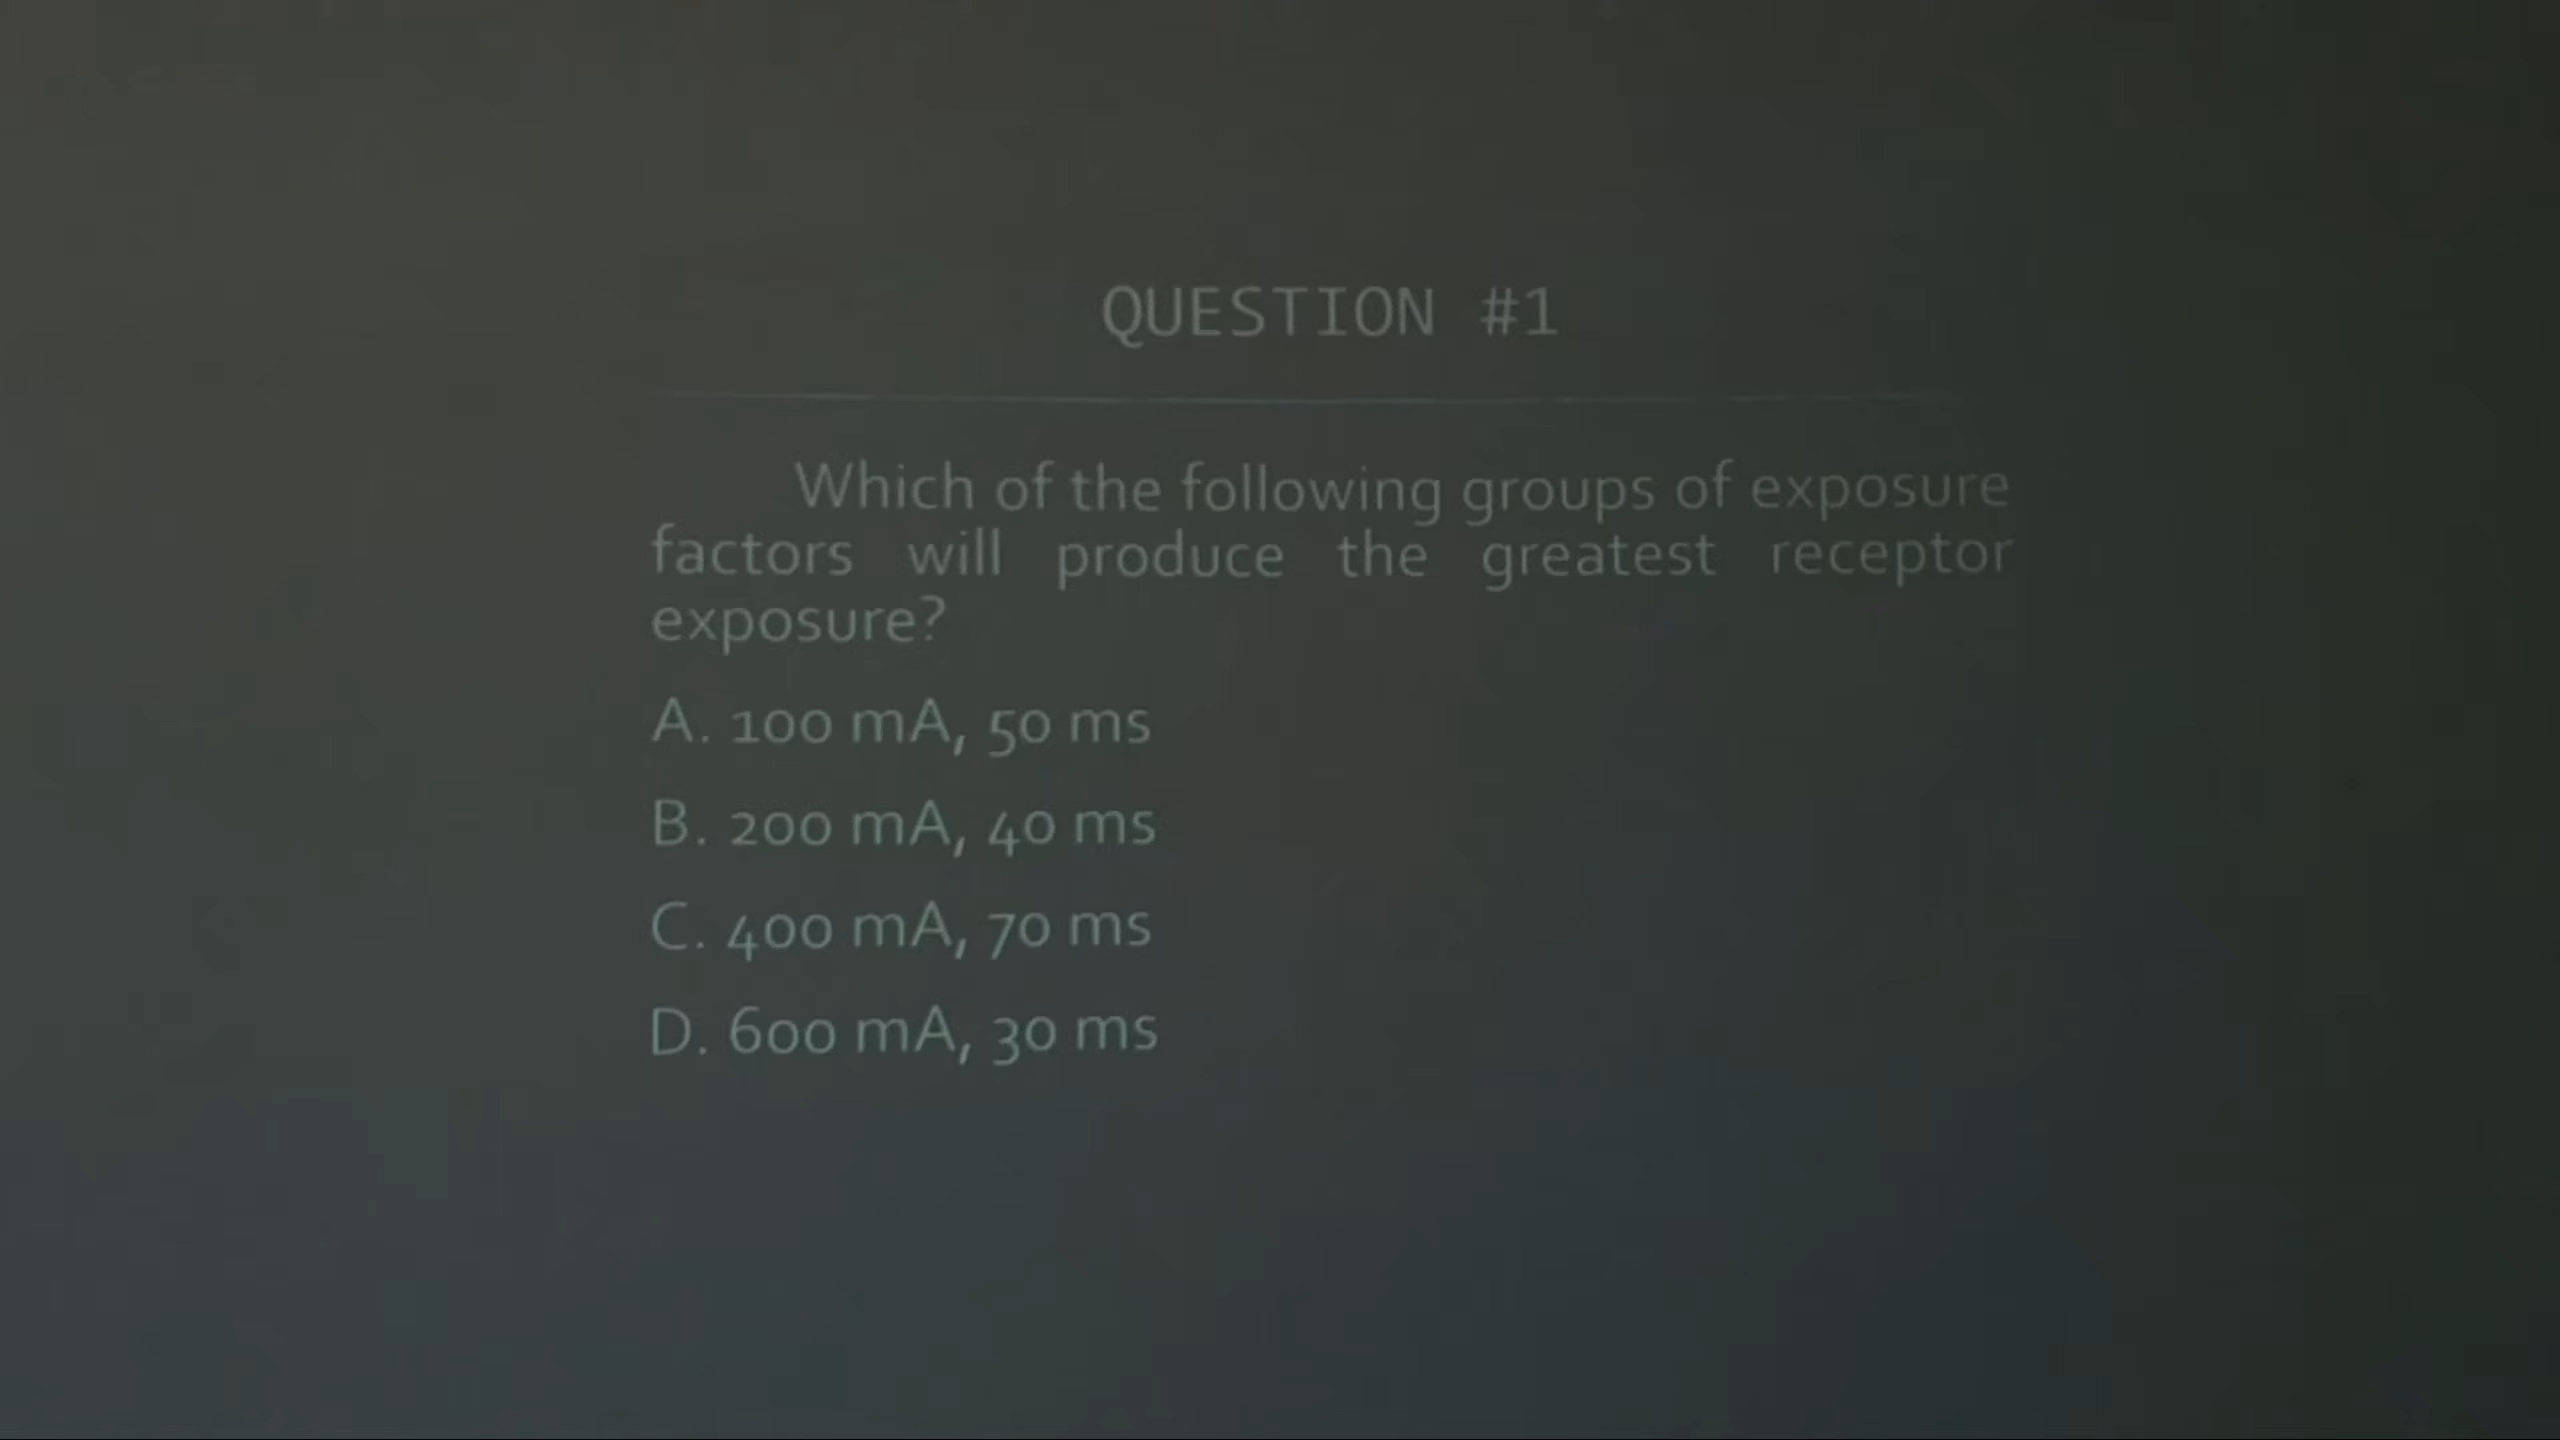 QUESTION #1
Which of the following groups of exposure
factors will produce the greatest receptor
exposure?
A. 100 mA, 50 ms
B. 200 mA, 40 ms
C. 400 mA, 70 ms
D. 600 mA, 30 ms